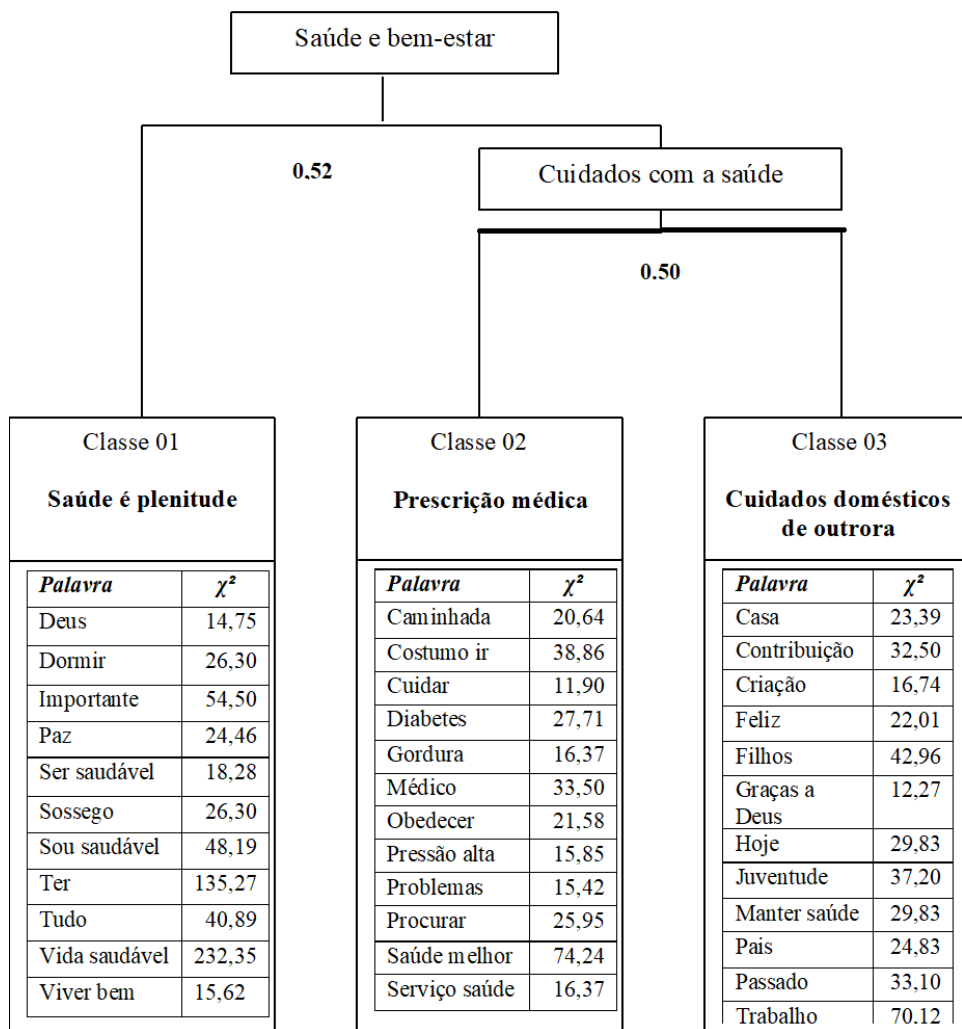 Saúde e bem-estar
0,52
Cuidados com a saúde
0.50
Classe 01
Saúde é plenitude
Palavra χ²
Deus 14,75
Dormir 26,30
Importante 54,50
Paz 24,46
Ser saudável 18,28
Sossego 26,30
Sou saudável 48,19
Ter 135,27
Tudo 40,89
Vida saudável 232,35
Viver bem 15,62
Classe 02
Prescrição médica
Palavra χ²
Caminhada 20,64
Costumo ir 38,86
Cuidar 11,90
Diabetes 27,71
Gordura 16,37
Médico 33,50
Obedecer 21,58
Pressão alta 15,85
Problemas 15,42
Procurar 25,95
Saúde melhor 74,24
Serviço saúde 16,37
Classe 03
Cuidados domésticos
de outrora
Palavra χ²
Casa 23,39
Contribuição 32,50
Criação 16,74
Feliz 22,01
Filhos 42,96
Graças a 12,27
Deus
Hoje 29,83
Juventude 37,20
Manter saúde 29,83
Pais 24,83
Passado 33,10
Trabalho 70,12